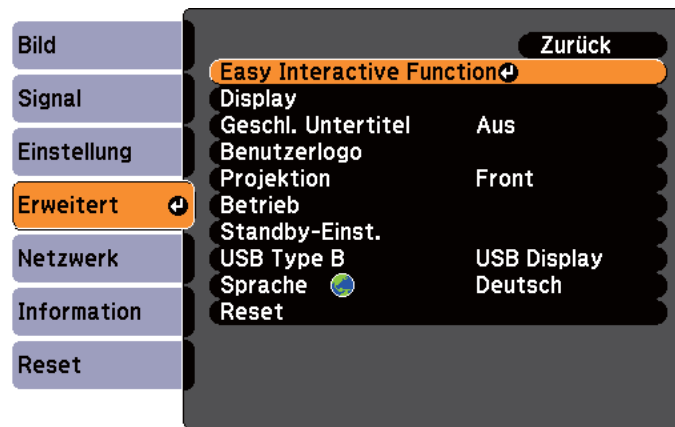 Bild
Signal
Einstellung
Erweitert
Netzwerk
Information
Reset
Zurück
Easy Interactive Function
Display
Geschl. Untertitel Aus
Benutzerlogo
Projektion Front
Betrieb
Standby-Einst.
USB Type B USB Display
Sprache Deutsch
Reset